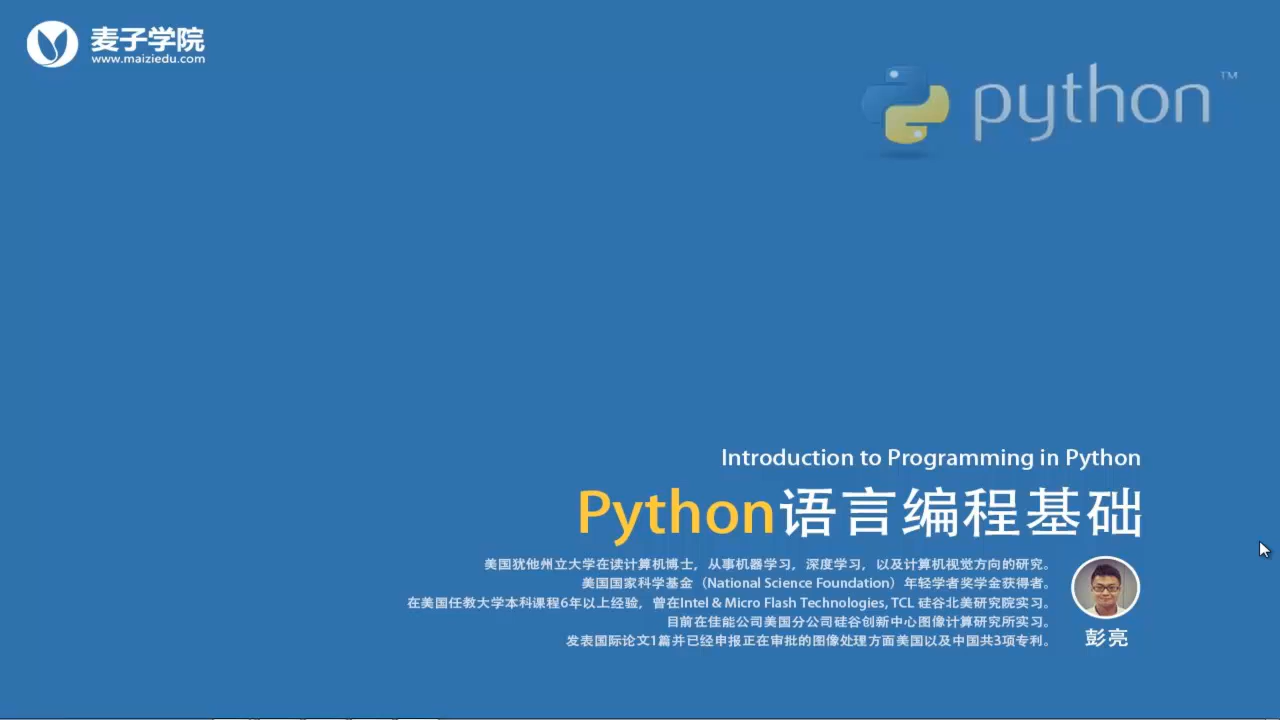 麦子学院
www.maiziedu.com
python™
Introduction to Programming in Python
Python语言编程基础
美国犹他州立大学在读计算机博士，从事机器学习，深度学习，以及计算机视觉方向的研究。
美国国家科学基金（National Science Foundation）年轻学者奖学金获得者。
在美国任教大学本科课程6年以上经验，曾在Intel & Micro Flash Technologies, TCL 硅谷北美研究院实习。
目前在佳能公司美国分公司硅谷创新中心图像计算研究所实习。
发表国际论文1篇并已经申报正在审批的图像处理方面美国以及中国共3项专利。
彭亮